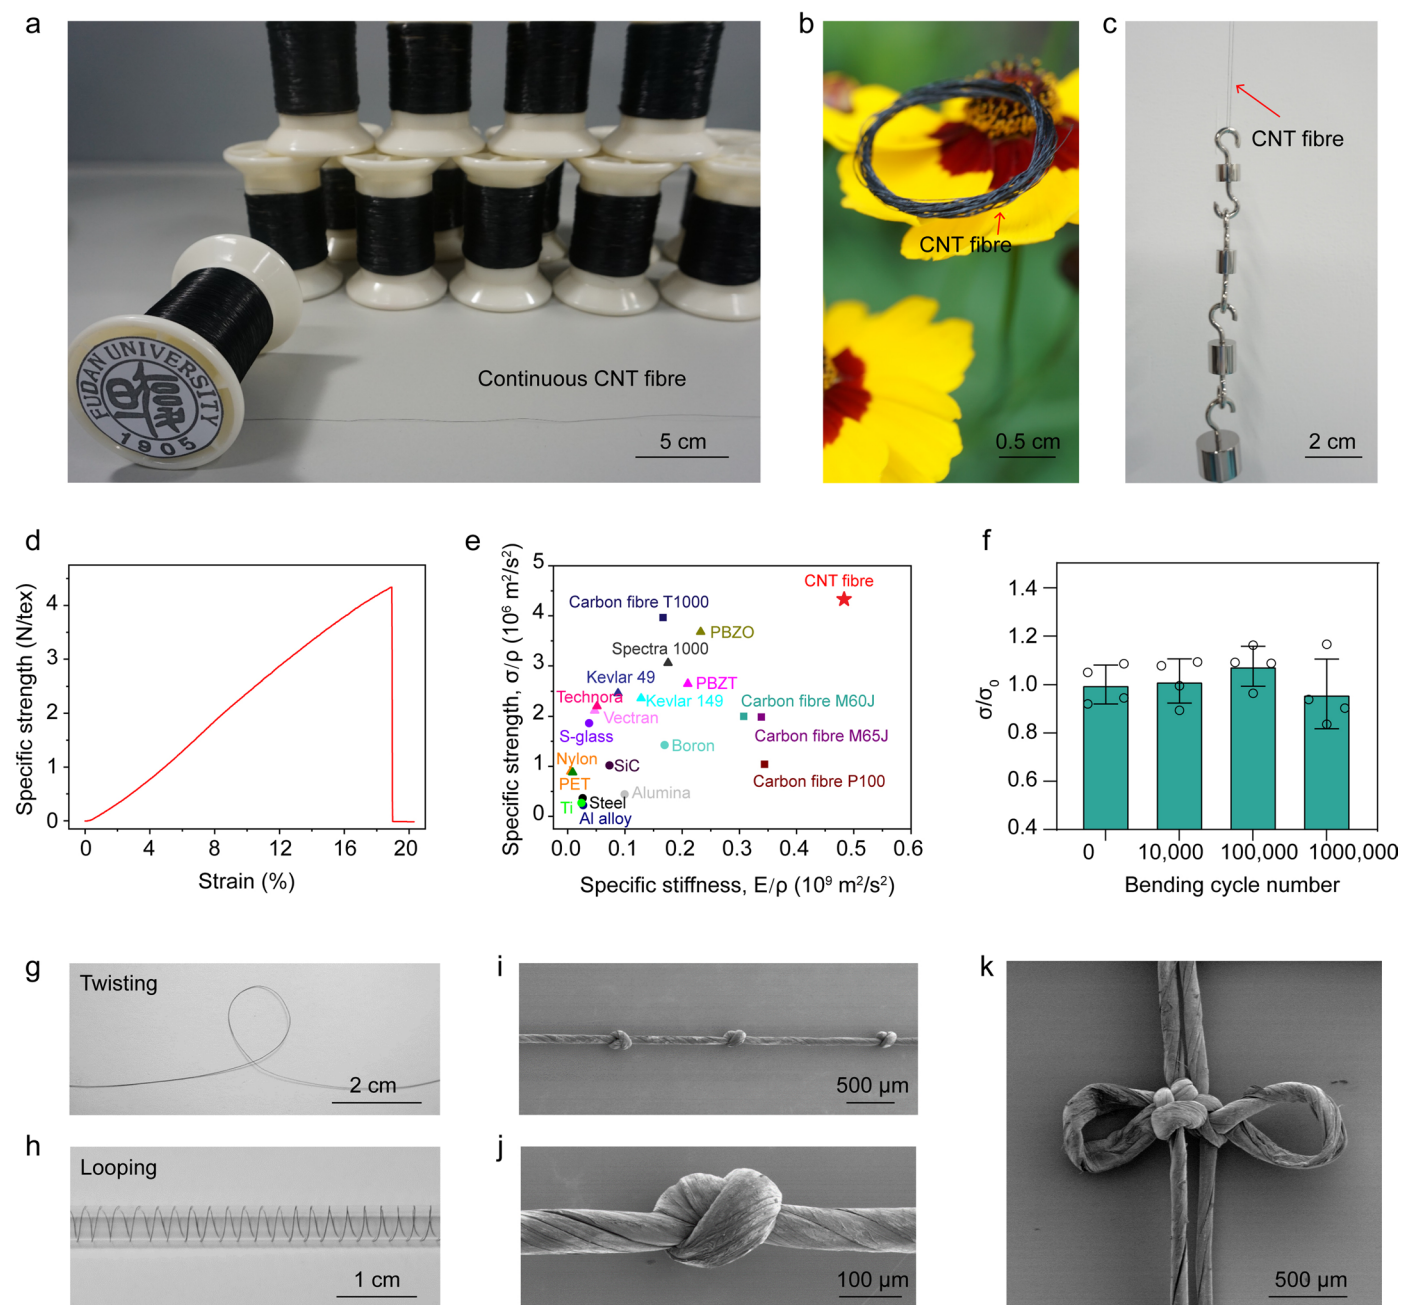 a
FUDAN UNIVERSITY
1905
Continuous CNT fibre
5 cm
b
CNT fibre
0.5 cm
c
CNT fibre
2 cm
d
Specific strength (N/tex)
4
3
2
1
0
0 4 8 12 16 20
Strain (%)
e
Specific strength, σ/ρ (10⁶ m²/s²)
5
4
3
2
1
0
CNT fibre
Carbon fibre T1000
PBZO
Spectra 1000
Kevlar 49
PBZT
Technora
Kevlar 149
Carbon fibre M60J
Vectran
S-glass
Carbon fibre M65J
Boron
Nylon
SiC
PET
Carbon fibre P100
Alumina
Ti
Steel
Al alloy
0.0 0.1 0.2 0.3 0.4 0.5 0.6
Specific stiffness, E/ρ (10⁹ m²/s²)
f
σ/σ₀
1.4
1.2
1.0
0.8
0.6
0.4
0 10,000 100,000 1000,000
Bending cycle number
g
Twisting
2 cm
h
Looping
1 cm
i
500 μm
j
100 μm
k
500 μm